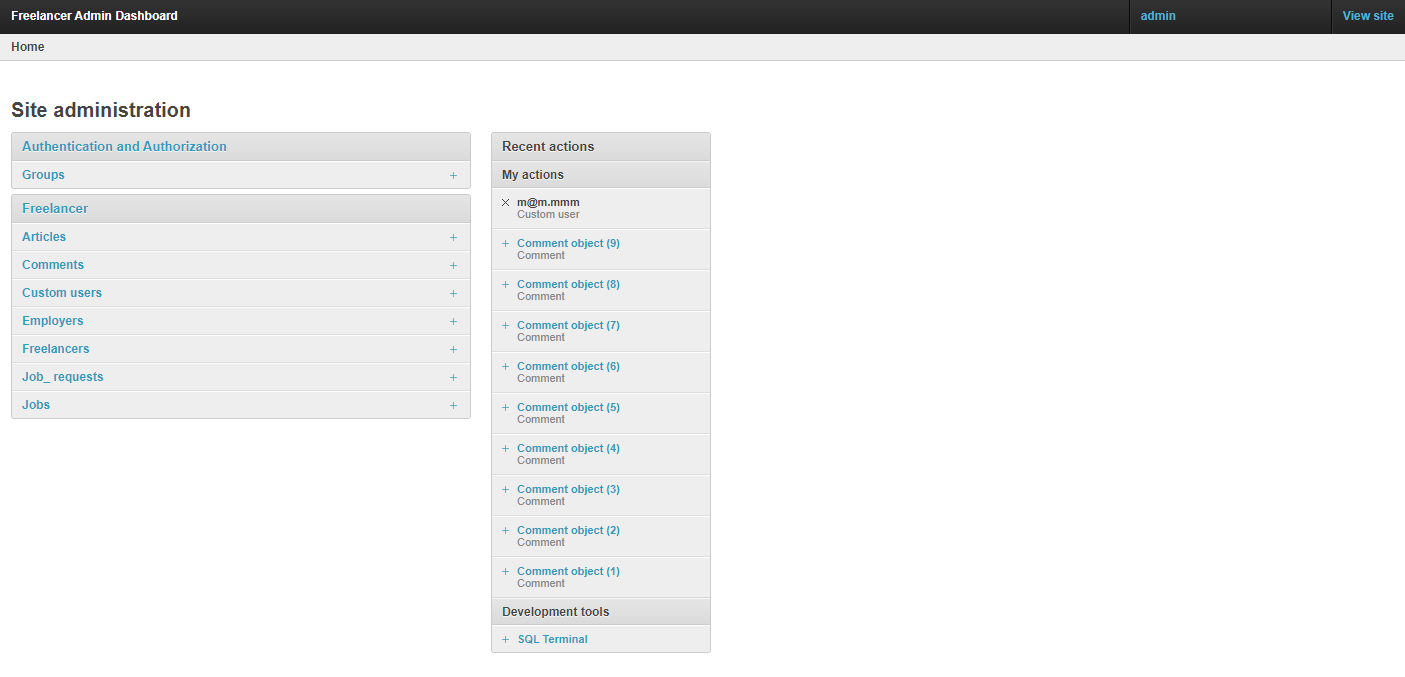 Freelancer Admin Dashboard
admin
View site
Home
Site administration
Authentication and Authorization
Groups
Freelancer
Articles
Comments
Custom users
Employers
Freelancers
Job_ requests
Jobs
Recent actions
My actions
m@m.mmm
Custom user
Comment object (9)
Comment
Comment object (8)
Comment
Comment object (7)
Comment
Comment object (6)
Comment
Comment object (5)
Comment
Comment object (4)
Comment
Comment object (3)
Comment
Comment object (2)
Comment
Comment object (1)
Comment
Development tools
SQL Terminal